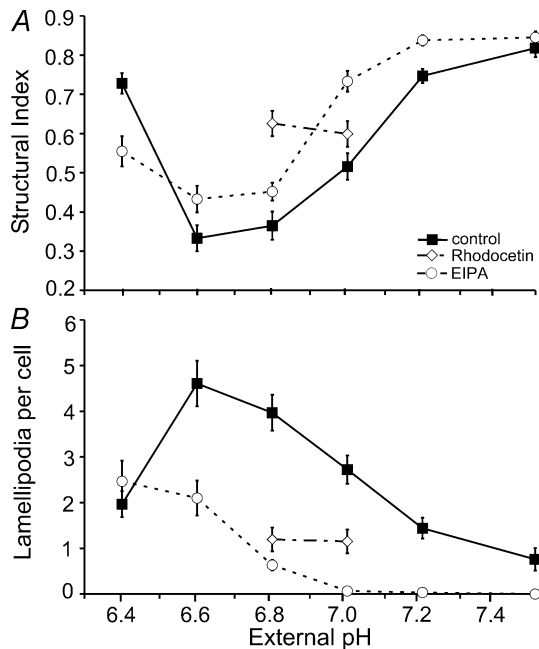 A
0.9
0.8
0.7
0.6
0.5
0.4
0.3
0.2
Structural Index
control
Rhodocetin
EIPA
B
6
5
4
3
2
1
0
Lamellipodia per cell
6.4 6.6 6.8 7.0 7.2 7.4
External pH